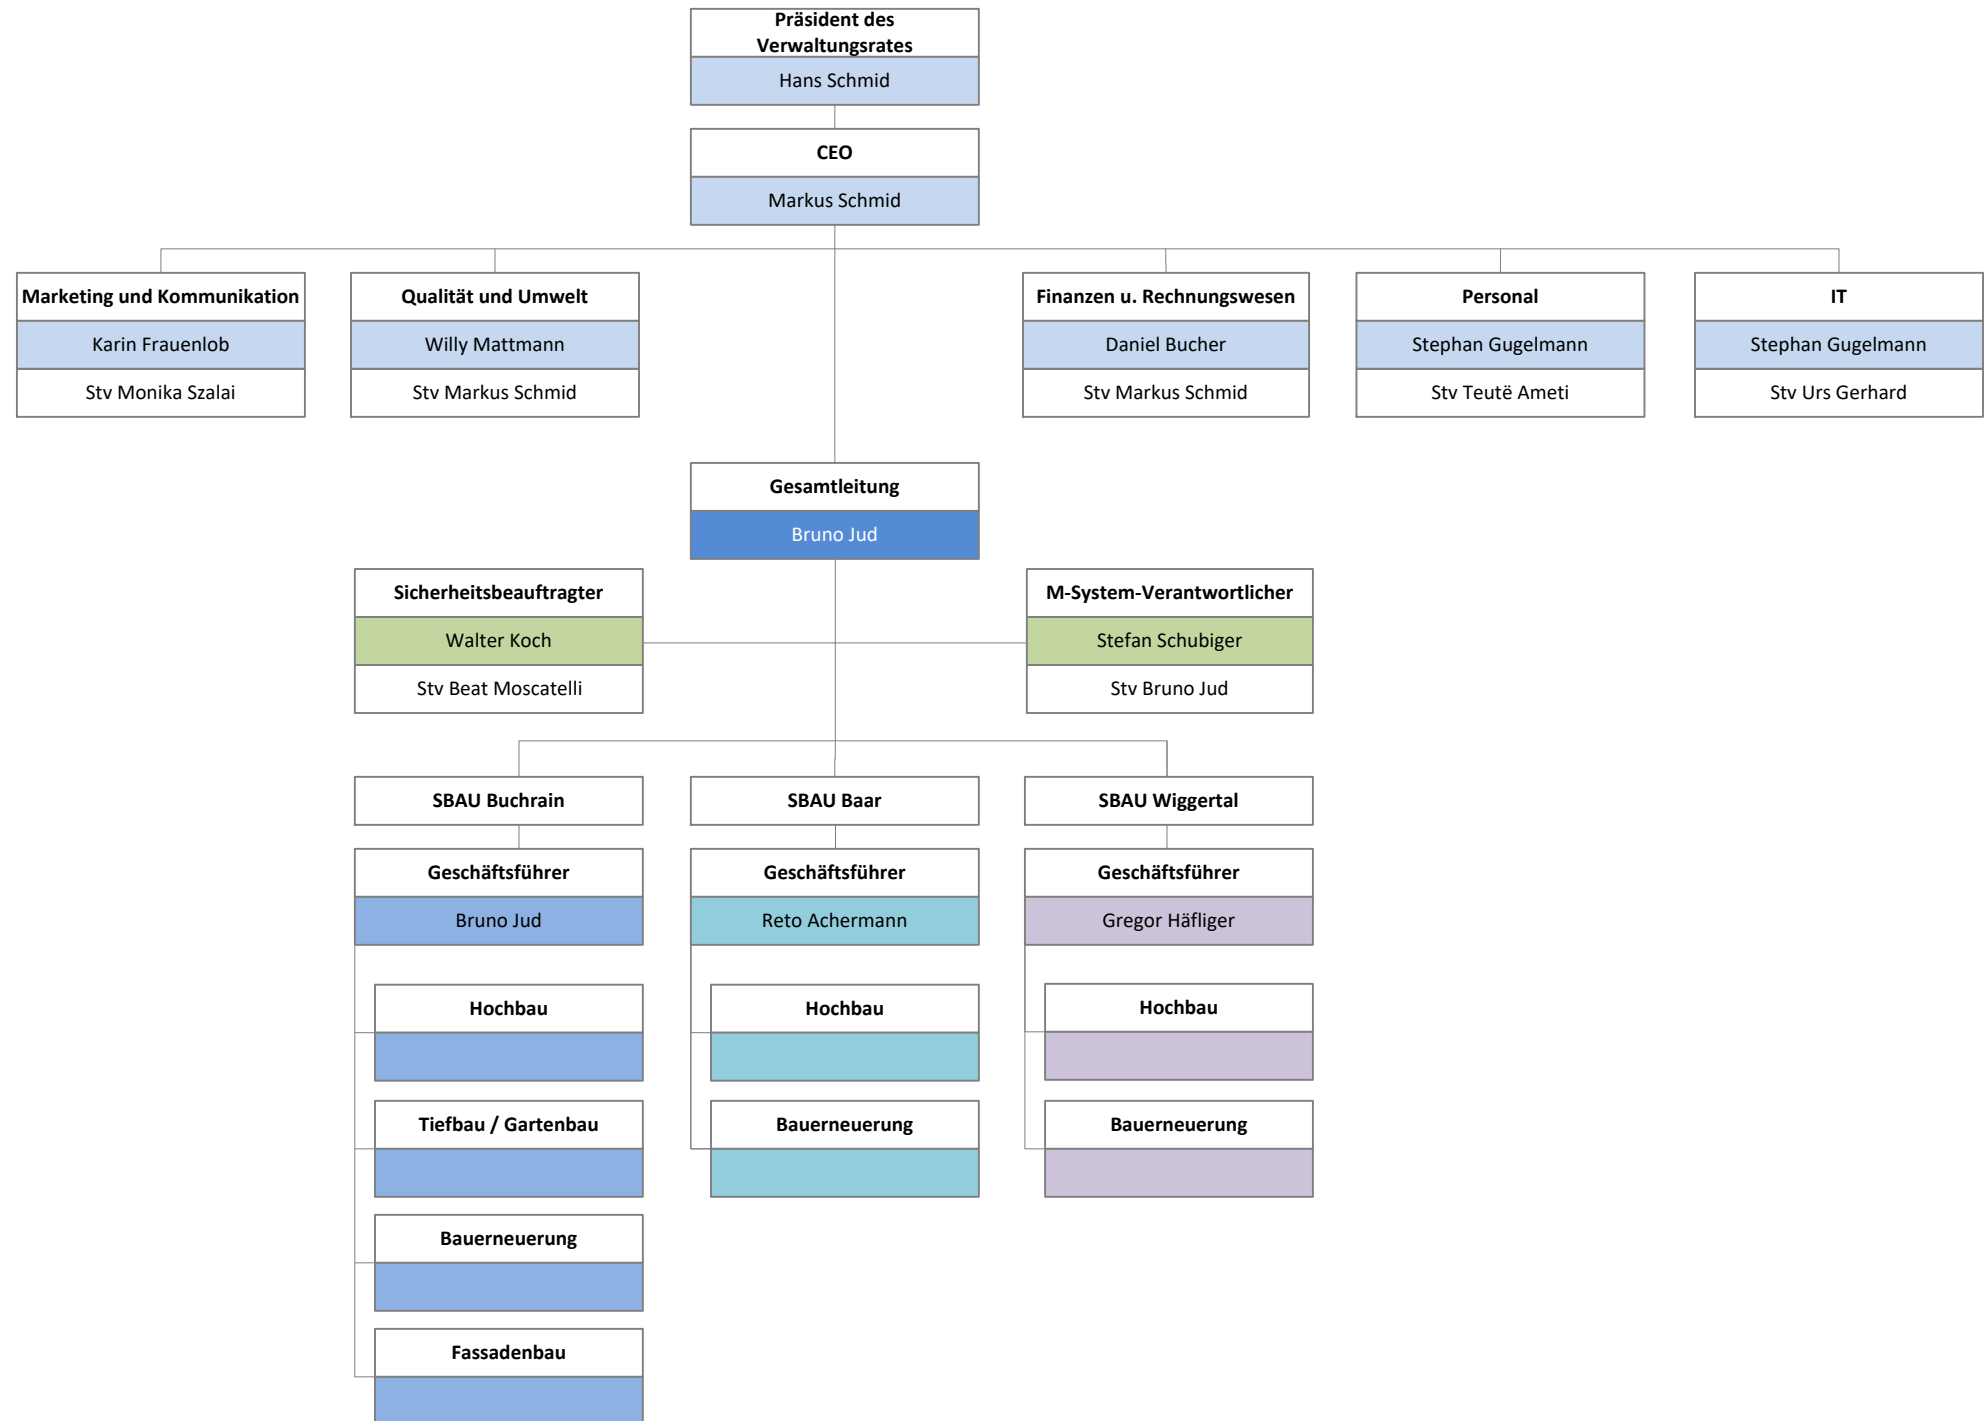 Präsident des
Verwaltungsrates
Hans Schmid
CEO
Markus Schmid
Marketing und Kommunikation
Karin Frauenlob
Stv Monika Szalai
Qualität und Umwelt
Willy Mattmann
Stv Markus Schmid
Finanzen u. Rechnungswesen
Daniel Bucher
Stv Markus Schmid
Personal
Stephan Gugelmann
Stv Teutë Ameti
IT
Stephan Gugelmann
Stv Urs Gerhard
Gesamtleitung
Bruno Jud
Sicherheitsbeauftragter
Walter Koch
Stv Beat Moscatelli
M-System-Verantwortlicher
Stefan Schubiger
Stv Bruno Jud
SBAU Buchrain
Geschäftsführer
Bruno Jud
Hochbau
Tiefbau / Gartenbau
Bauerneuerung
Fassadenbau
SBAU Baar
Geschäftsführer
Reto Achermann
Hochbau
Bauerneuerung
SBAU Wiggertal
Geschäftsführer
Gregor Häfliger
Hochbau
Bauerneuerung